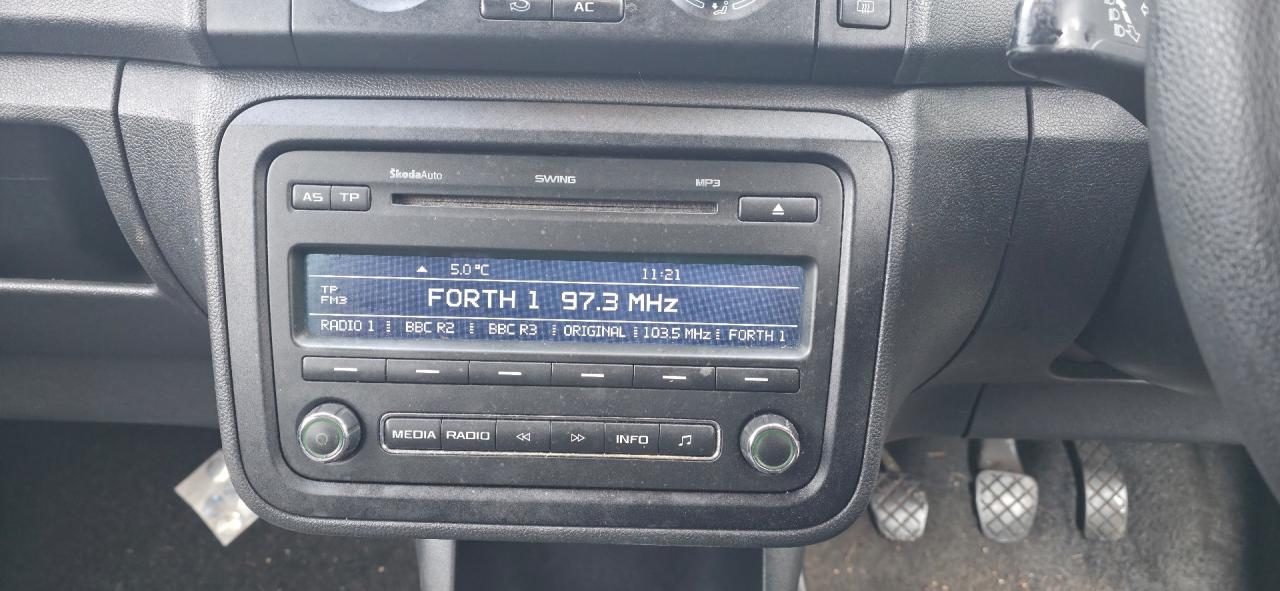 AC
ŠkodaAuto SWING MP3
AS TP
5.0°C 11:21
TP
FM3
FORTH 1 97.3 MHz
RADIO 1 BBC R2 BBC R3 ORIGINAL 103.5 MHz FORTH 1
MEDIA RADIO INFO